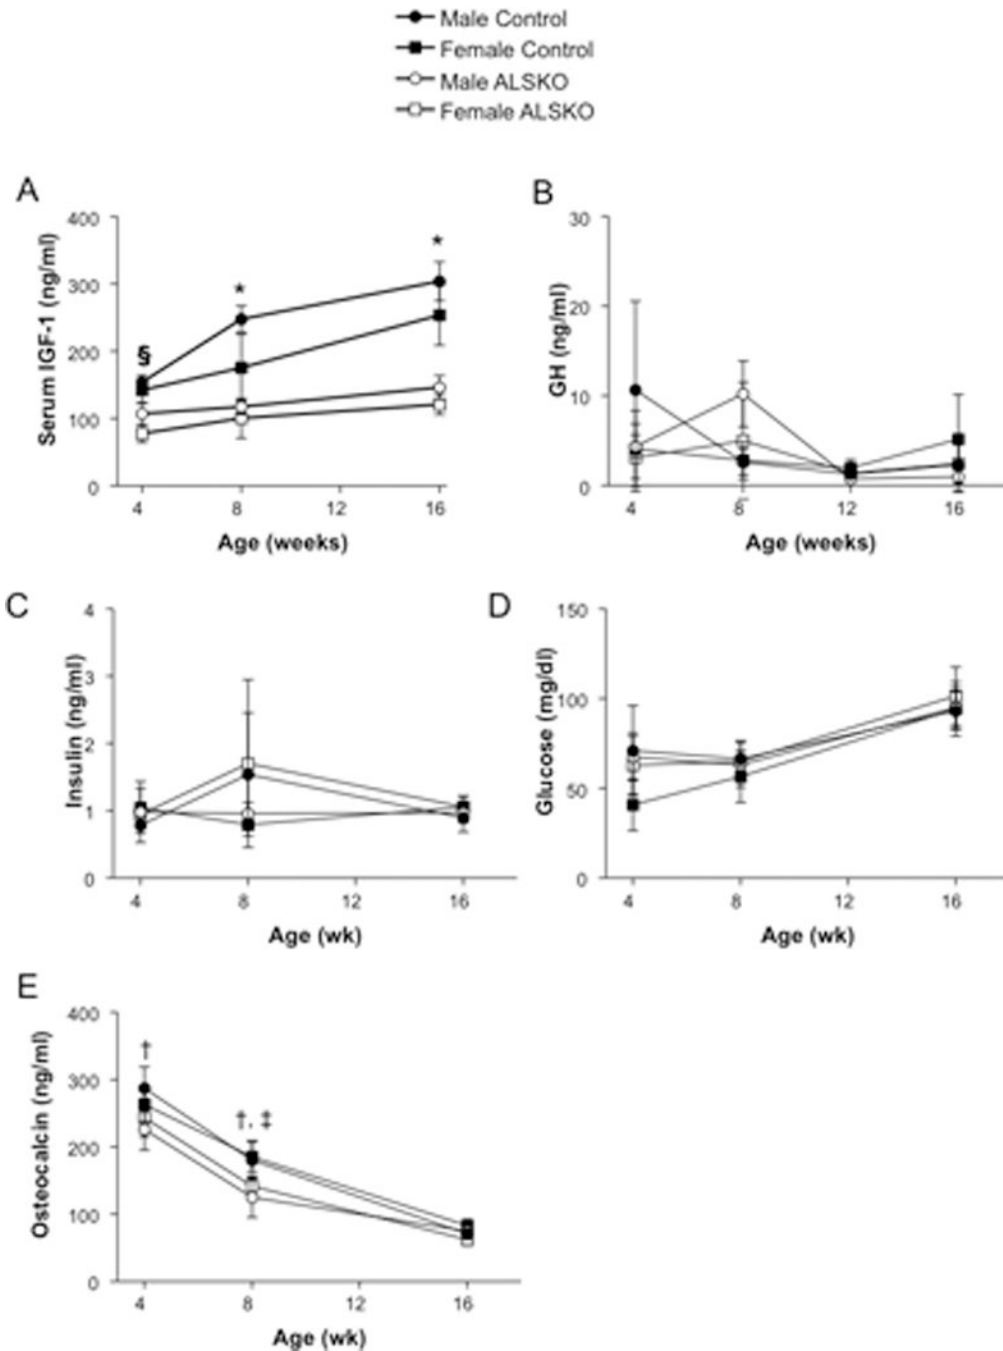 Male Control
Female Control
Male ALSKO
Female ALSKO
A
400
300
200
100
0
Serum IGF-1 (ng/ml)
§
*
*
4
8
12
16
Age (weeks)
B
30
20
10
0
GH (ng/ml)
4
8
12
16
Age (weeks)
C
4
3
2
1
0
Insulin (ng/ml)
4
8
12
16
Age (wk)
D
150
100
50
0
Glucose (mg/dl)
4
8
12
16
Age (wk)
E
400
300
200
100
0
Osteocalcin (ng/ml)
†
†, ‡
4
8
12
16
Age (wk)